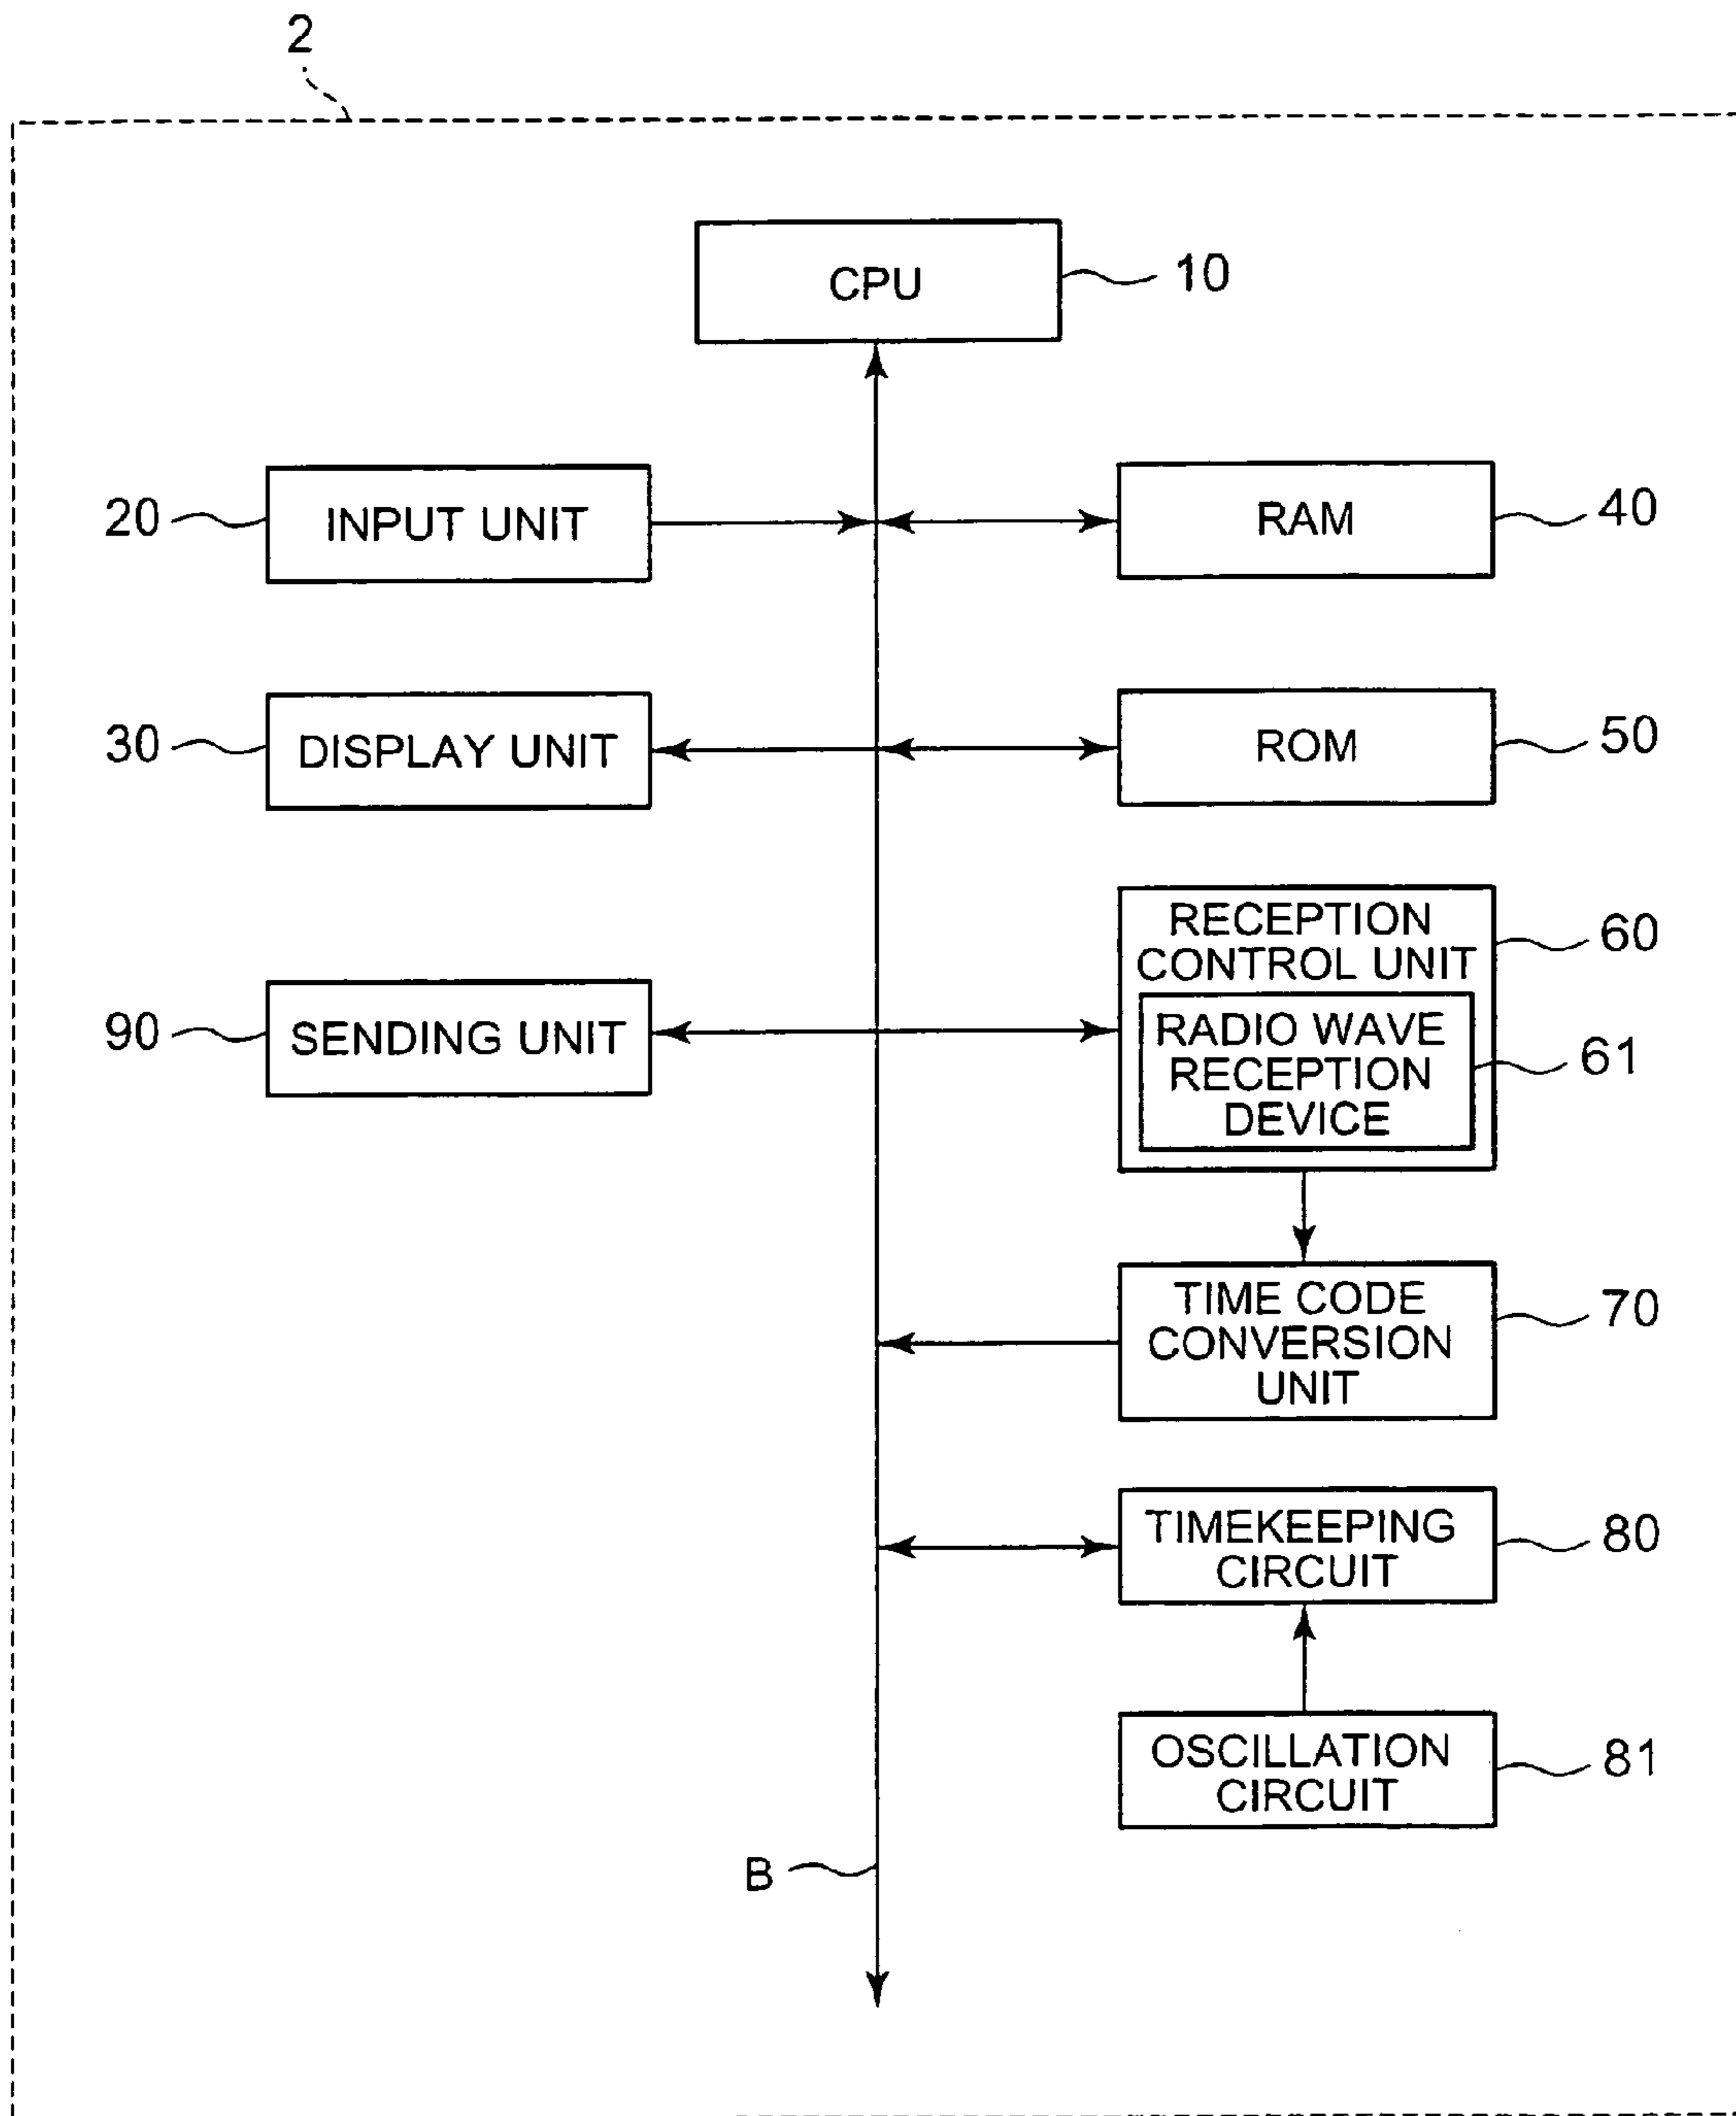 2
CPU
10
20
INPUT UNIT
RAM
40
30
DISPLAY UNIT
ROM
50
RECEPTION
CONTROL UNIT
60
90
SENDING UNIT
RADIO WAVE
RECEPTION
DEVICE
61
TIME CODE
CONVERSION
UNIT
70
TIMEKEEPING
CIRCUIT
80
OSCILLATION
CIRCUIT
81
B